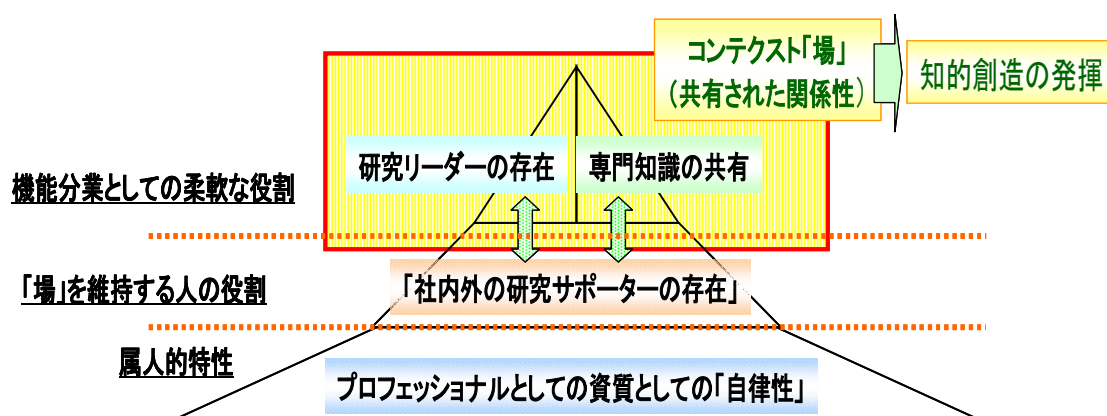 コンテクスト「場」
（共有された関係性）
知的創造の発揮
研究リーダーの存在
専門知識の共有
機能分業としての柔軟な役割
「場」を維持する人の役割
「社内外の研究サポーターの存在」
属人的特性
プロフェッショナルとしての資質としての「自律性」